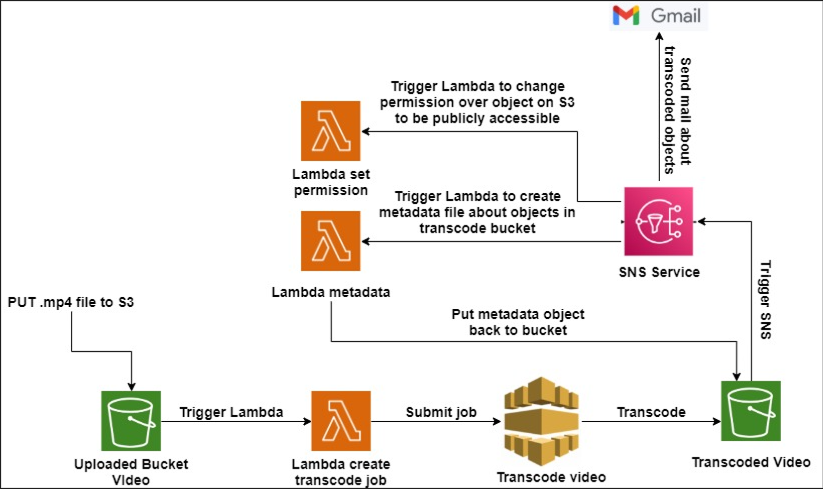 Gmail
Send mail about
transcoded objects
Trigger Lambda to change
permission over object on S3
to be publicly accessible
Lambda set
permission
Trigger Lambda to create
metadata file about objects in
transcode bucket
SNS Service
Lambda metadata
Trigger SNS
PUT .mp4 file to S3
Put metadata object
back to bucket
Trigger Lambda
Submit job
Transcode
Uploaded Bucket
Video
Lambda create
transcode job
Transcode video
Transcoded Video